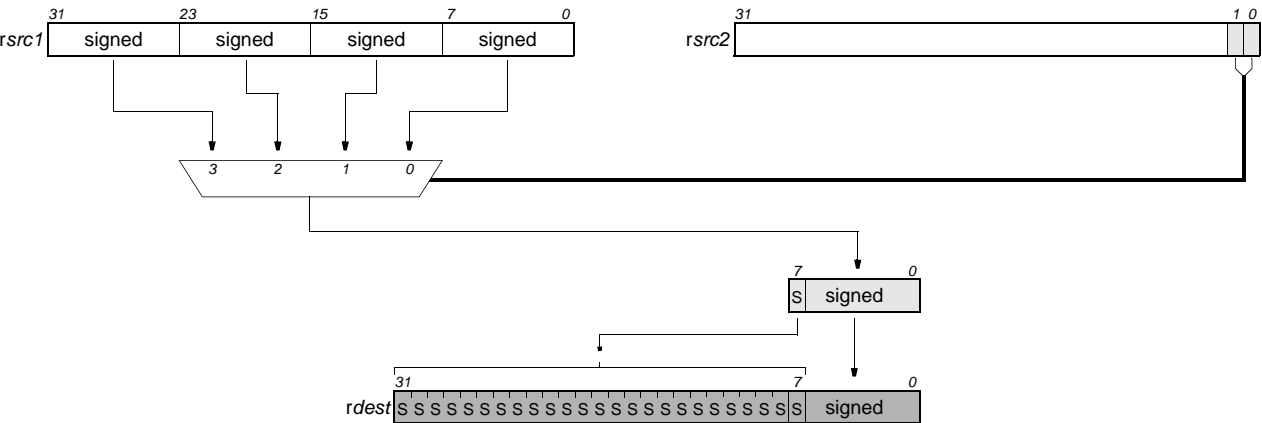 31 23 15 7 0 31 1 0
rsrc1 signed signed signed signed rsrc2
3 2 1 0
7 0
S signed
31 7 0
rdest S S S S S S S S S S S S S S S S S S S S S S S S S signed